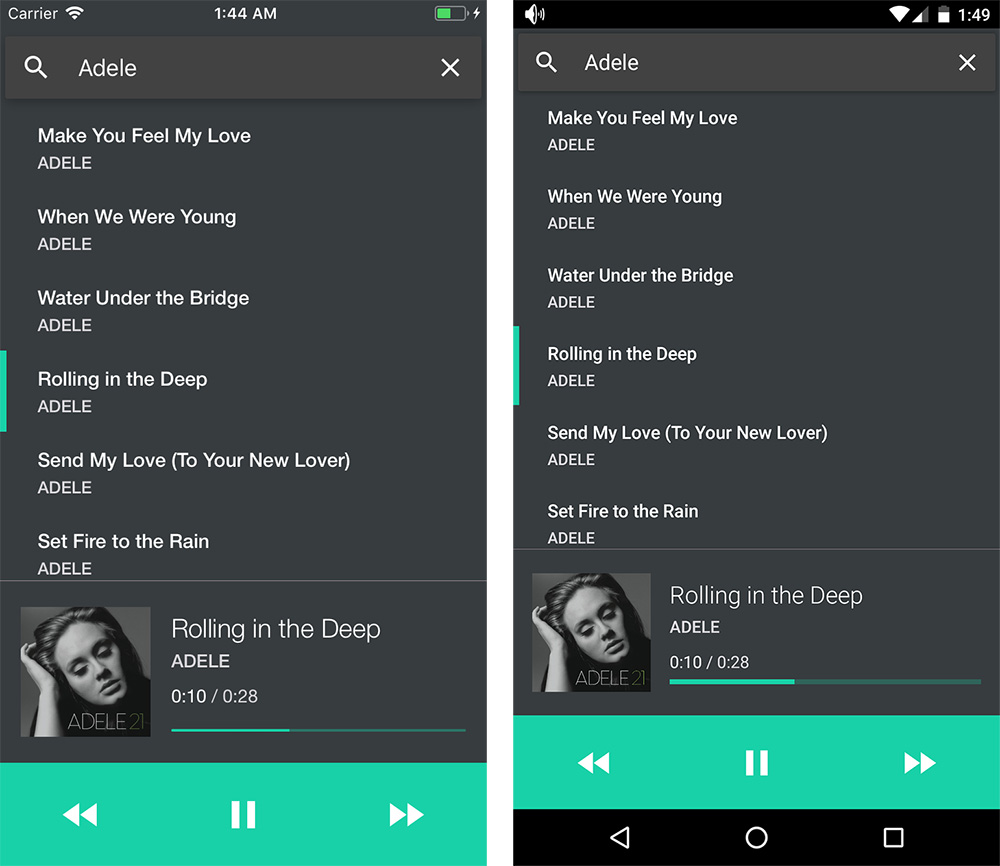 Carrier 1:44 AM
Adele
Make You Feel My Love
ADELE
When We Were Young
ADELE
Water Under the Bridge
ADELE
Rolling in the Deep
ADELE
Send My Love (To Your New Lover)
ADELE
Set Fire to the Rain
ADELE
ADELE 21
Rolling in the Deep
ADELE
0:10 / 0:28
1:49
Adele
Make You Feel My Love
ADELE
When We Were Young
ADELE
Water Under the Bridge
ADELE
Rolling in the Deep
ADELE
Send My Love (To Your New Lover)
ADELE
Set Fire to the Rain
ADELE
ADELE 21
Rolling in the Deep
ADELE
0:10 / 0:28